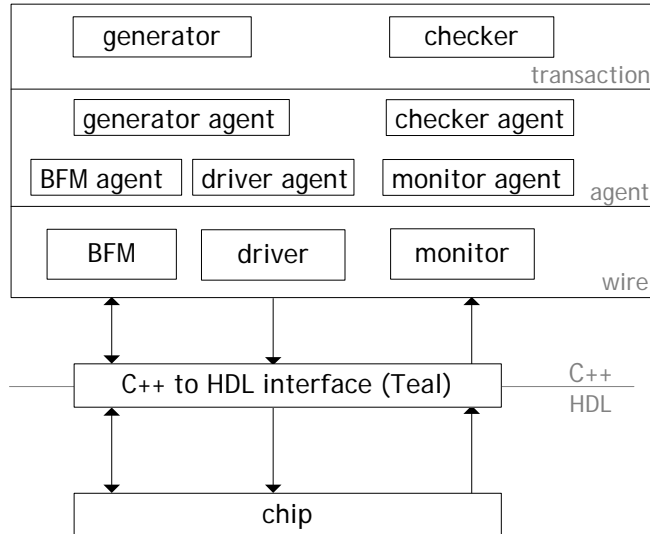 generator checker
transaction
generator agent checker agent
BFM agent driver agent monitor agent
agent
BFM driver monitor
wire
C++ to HDL interface (Teal) C++
HDL
chip